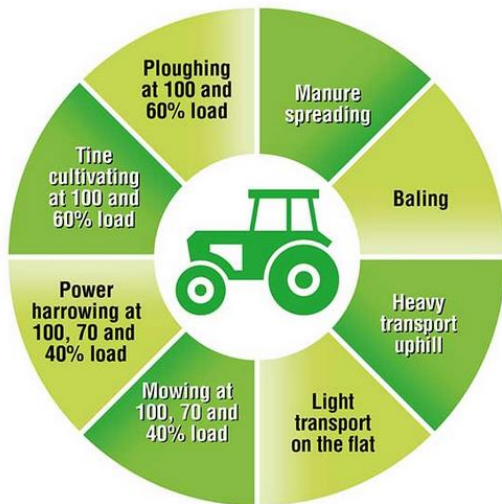 Ploughing
at 100 and
60% load
Manure
spreading
Baling
Heavy
transport
uphill
Light
transport
on the flat
Mowing at
100, 70 and
40% load
Power
harrowing at
100, 70 and
40% load
Tine
cultivating
at 100 and
60% load